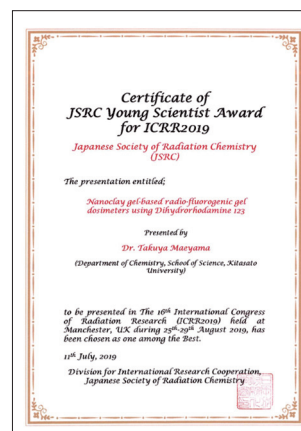 Certificate of
JSRC Young Scientist Award
for ICRR2019
Japanese Society of Radiation Chemistry
(JSRC)
The presentation entitled;
Nanoclay gel-based radio-fluorogenic gel
dosimeters using Dihydrorhodamine 123
Presented by
Dr. Takuya Maeyama
(Department of Chemistry, School of Science, Kitasato
University)
to be presented in The 16th International Congress
of Radiation Research (ICRR2019) held at
Manchester, UK during 25th-29th August 2019, has
been chosen as one among the Best.
11th July, 2019
Division for International Research Cooperation,
Japanese Society of Radiation Chemistry